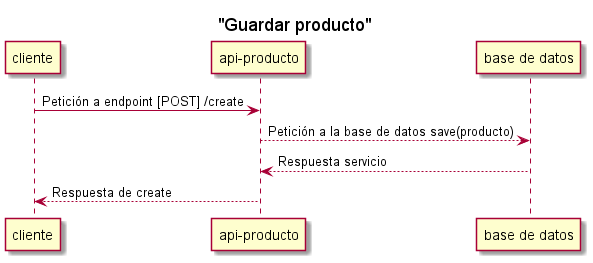 "Guardar producto"
cliente
api-producto
base de datos
Petición a endpoint [POST] /create
Petición a la base de datos save(producto)
Respuesta servicio
Respuesta de create
cliente
api-producto
base de datos